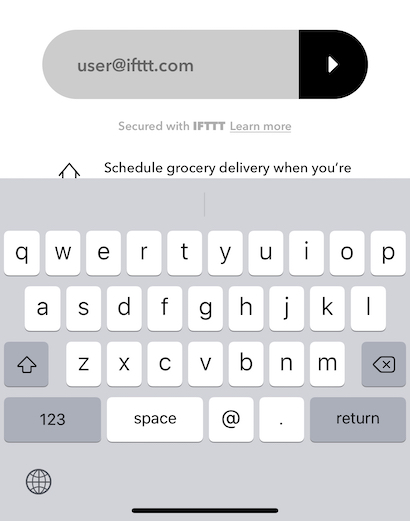 user@ifttt.com
Secured with IFTTT Learn more
Schedule grocery delivery when you're
q w e r t y u i o p
a s d f g h j k l
z x c v b n m
123 space @ . return